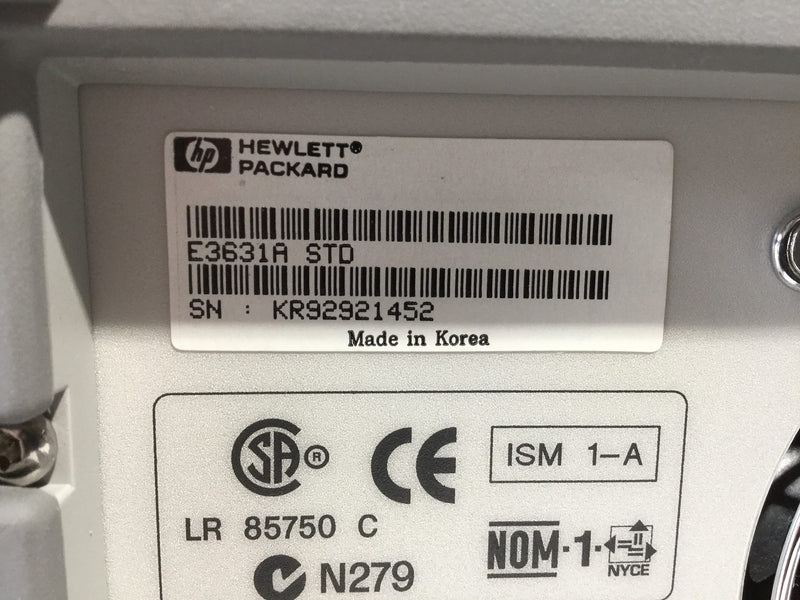 hp HEWLETT®
PACKARD
E3631A STD
SN : KR92921452
Made in Korea
SA ® CE ISM 1-A
LR 85750 C
NOM-1-NYCE
N279